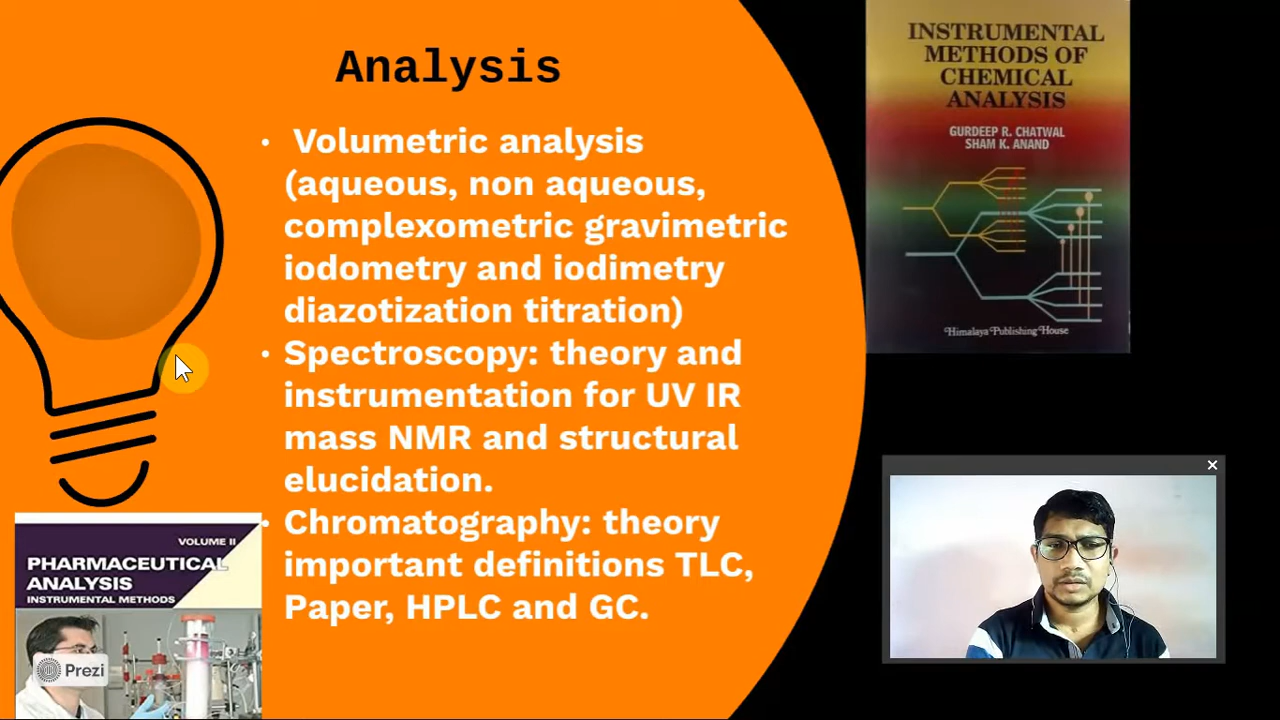 Analysis
• Volumetric analysis
(aqueous, non aqueous,
complexometric gravimetric
iodometry and iodimetry
diazotization titration)
• Spectroscopy: theory and
instrumentation for UV IR
mass NMR and structural
elucidation.
• Chromatography: theory
important definitions TLC,
Paper, HPLC and GC.
INSTRUMENTAL
METHODS OF
CHEMICAL
ANALYSIS
GURDEEP R. CHATWAL
SHAM K. ANAND
Himalaya Publishing House
VOLUME II
PHARMACEUTICAL
ANALYSIS
INSTRUMENTAL METHODS
Prezi